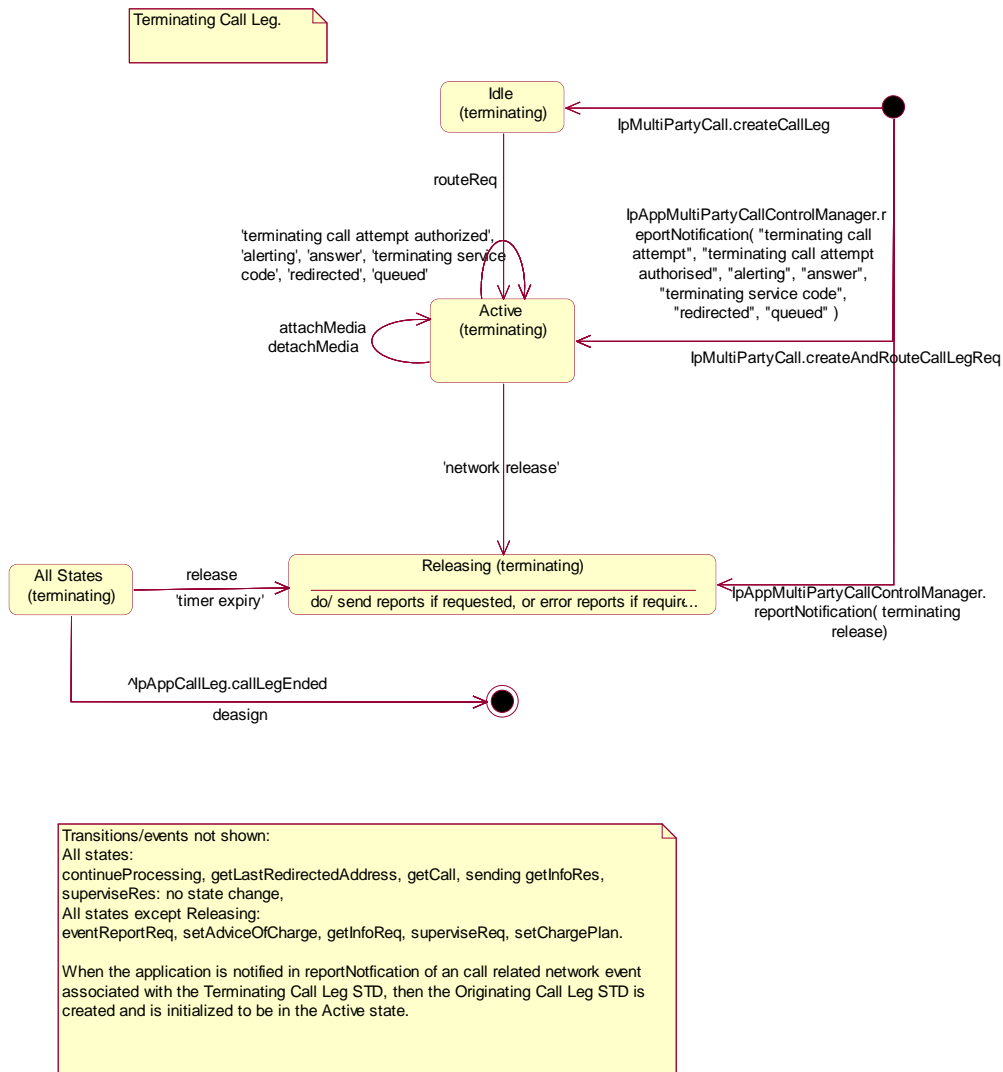 Terminating Call Leg.
Idle
(terminating)
IpMultiPartyCall.createCallLeg
routeReq
IpAppMultiPartyCallControlManager.r
eportNotification( "terminating call
attempt", "terminating call attempt
authorised", "alerting", "answer",
"terminating service code",
"redirected", "queued" )
'terminating call attempt authorized',
'alerting', 'answer', 'terminating service
code', 'redirected', 'queued'
Active
(terminating)
attachMedia
detachMedia
IpMultiPartyCall.createAndRouteCallLegReq
'network release'
All States
(terminating)
release
'timer expiry'
Releasing (terminating)
do/ send reports if requested, or error reports if require...
IpAppMultiPartyCallControlManager.
reportNotification( terminating
release)
^IpAppCallLeg.callLegEnded
deasign
Transitions/events not shown:
All states:
continueProcessing, getLastRedirectedAddress, getCall, sending getInfoRes,
superviseRes: no state change,
All states except Releasing:
eventReportReq, setAdviceOfCharge, getInfoReq, superviseReq, setChargePlan.
When the application is notified in reportNotfication of an call related network event
associated with the Terminating Call Leg STD, then the Originating Call Leg STD is
created and is initialized to be in the Active state.